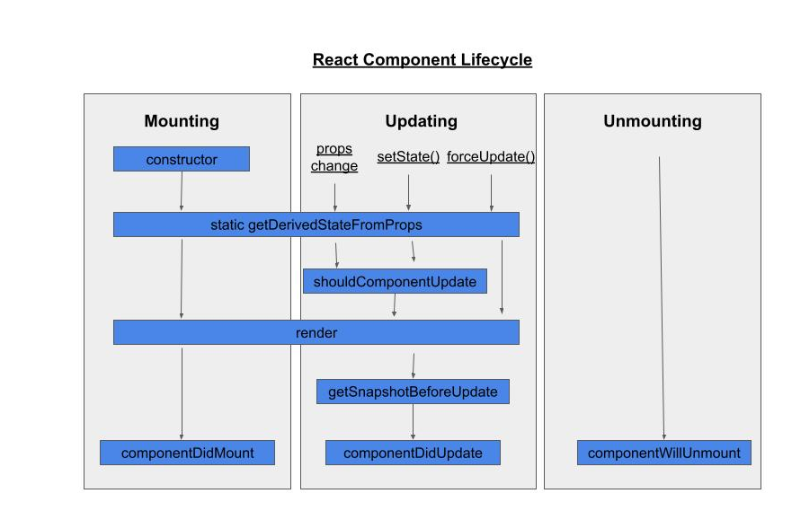 React Component Lifecycle
Mounting
Updating
Unmounting
constructor
props
change
setState()
forceUpdate()
static getDerivedStateFromProps
shouldComponentUpdate
render
getSnapshotBeforeUpdate
componentDidMount
componentDidUpdate
componentWillUnmount